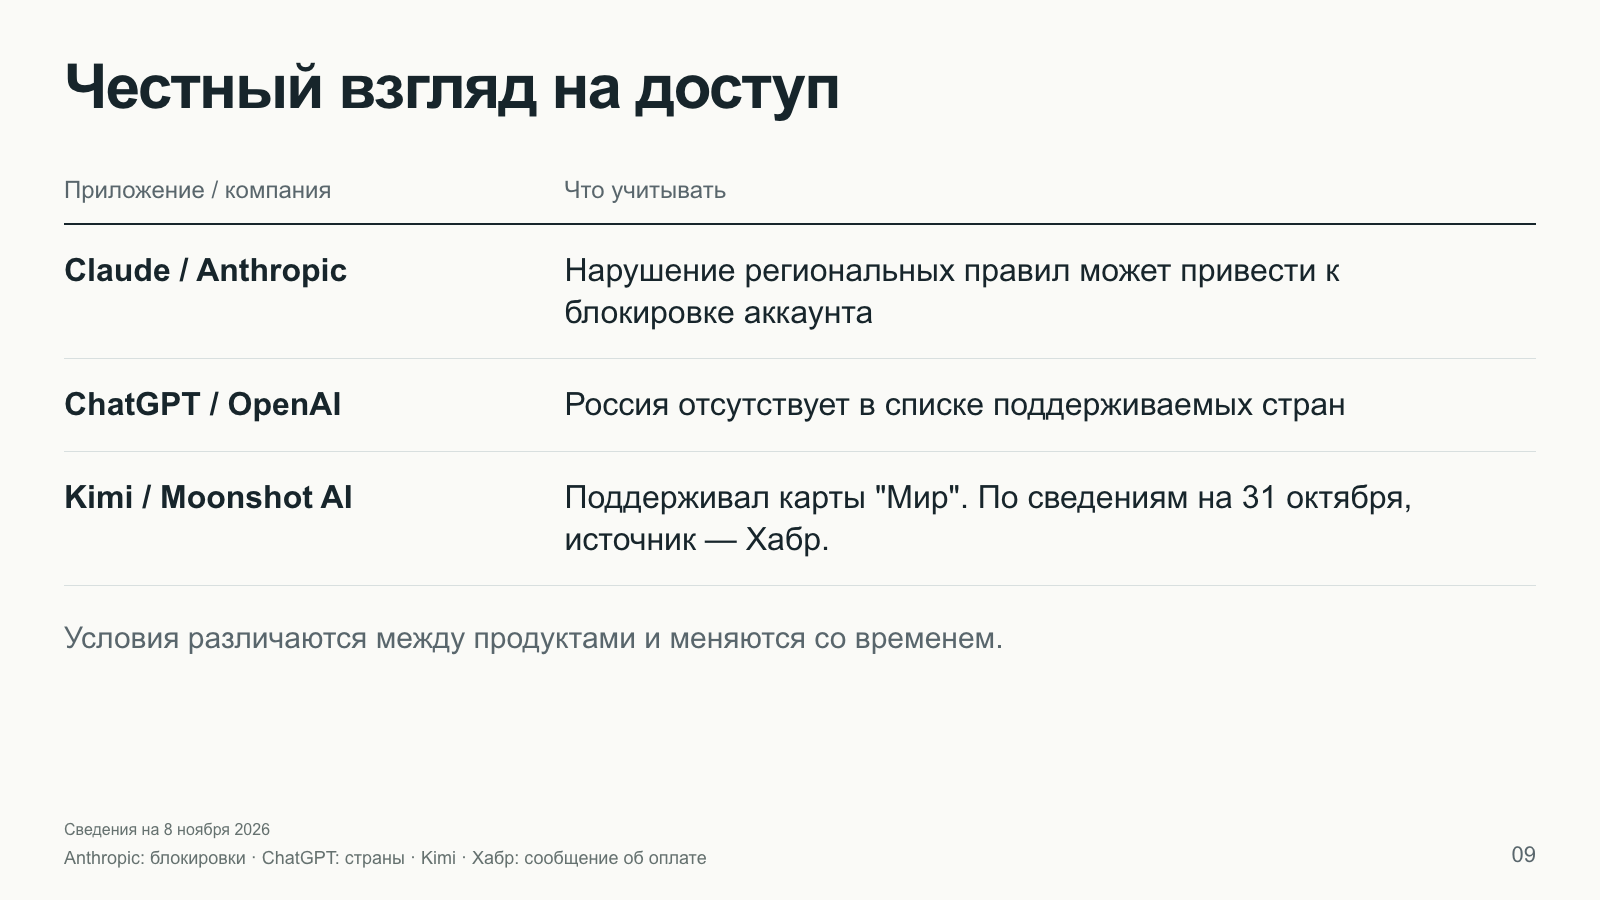 Честный взгляд на доступ
Приложение / компания
Что учитывать
Claude / Anthropic
Нарушение региональных правил может привести к
блокировке аккаунта
ChatGPT / OpenAI
Россия отсутствует в списке поддерживаемых стран
Kimi / Moonshot AI
Поддерживал карты "Мир". По сведениям на 31 октября,
источник — Хабр.
Условия различаются между продуктами и меняются со временем.
Сведения на 8 ноября 2026
Anthropic: блокировки · ChatGPT: страны · Kimi · Хабр: сообщение об оплате
09